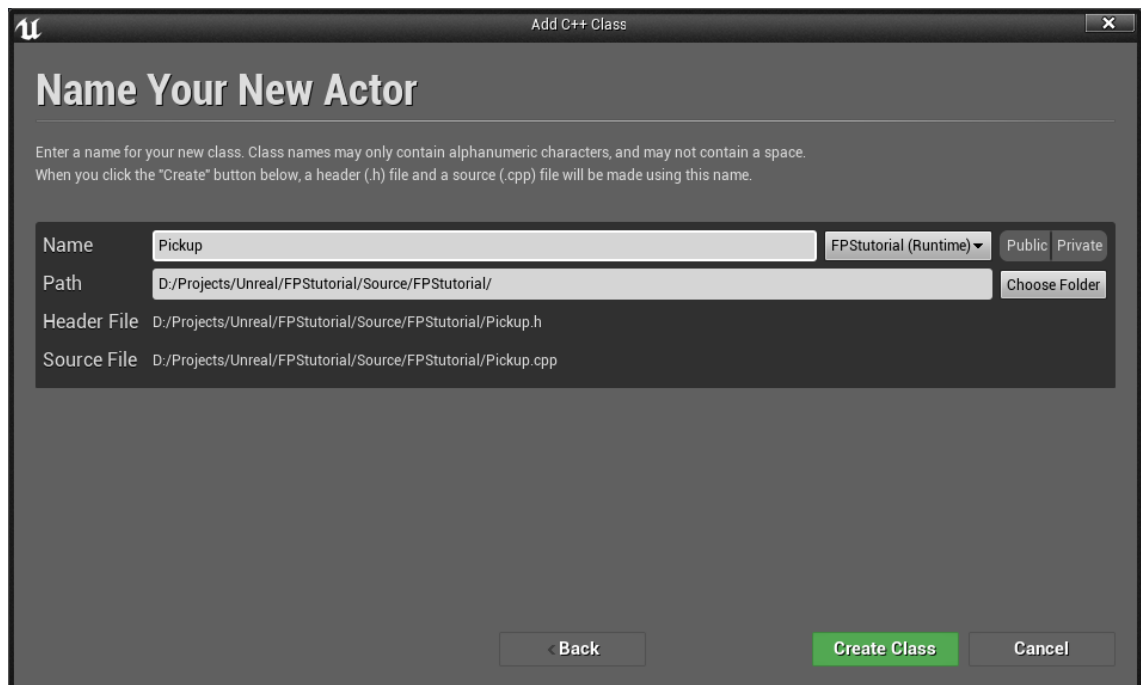 Add C++ Class
Name Your New Actor
Enter a name for your new class. Class names may only contain alphanumeric characters, and may not contain a space.
When you click the "Create" button below, a header (.h) file and a source (.cpp) file will be made using this name.
Name Pickup FPStutorial (Runtime) Public Private
Path D:/Projects/Unreal/FPStutorial/Source/FPStutorial/ Choose Folder
Header File D:/Projects/Unreal/FPStutorial/Source/FPStutorial/Pickup.h
Source File D:/Projects/Unreal/FPStutorial/Source/FPStutorial/Pickup.cpp
< Back Create Class Cancel